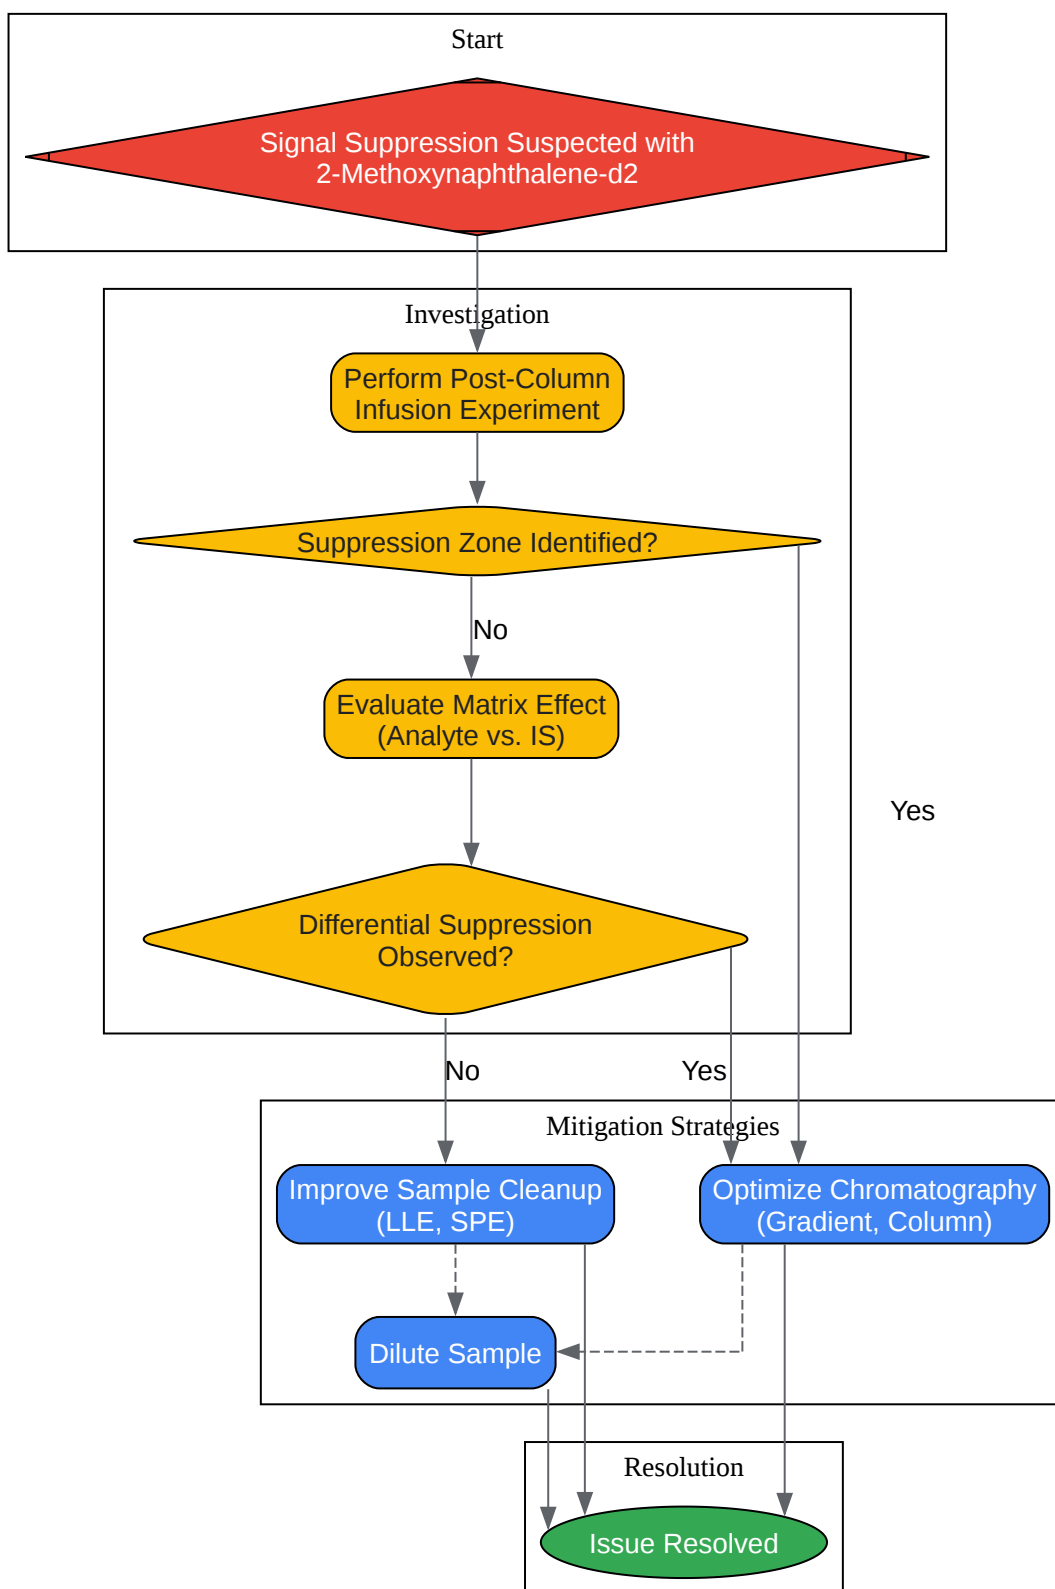 Start
Signal Suppression Suspected with
2-Methoxynaphthalene-d2
Investigation
Perform Post-Column
Infusion Experiment
Suppression Zone Identified?
No
Evaluate Matrix Effect
(Analyte vs. IS)
Yes
Differential Suppression
Observed?
No
Yes
Mitigation Strategies
Improve Sample Cleanup
(LLE, SPE)
Optimize Chromatography
(Gradient, Column)
Dilute Sample
Resolution
Issue Resolved